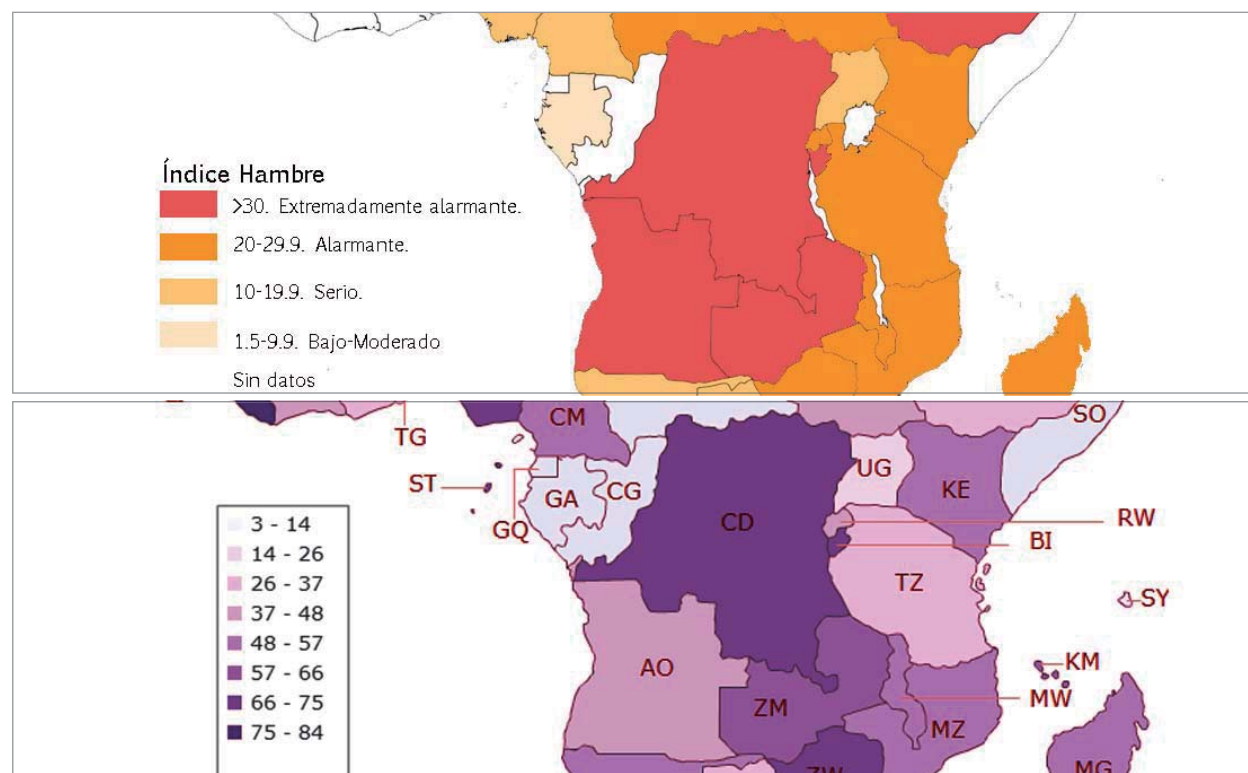 Índice Hambre
>30. Extremadamente alarmante.
20-29.9. Alarmante.
10-19.9. Serio.
1.5-9.9. Bajo-Moderado
Sin datos
SO
CM
TG
UG
ST
KE
GA
CG
GQ
CD
RW
BI
TZ
SY
AO
KM
MW
ZM
MZ
MG
ZW
3 - 14
14 - 26
26 - 37
37 - 48
48 - 57
57 - 66
66 - 75
75 - 84